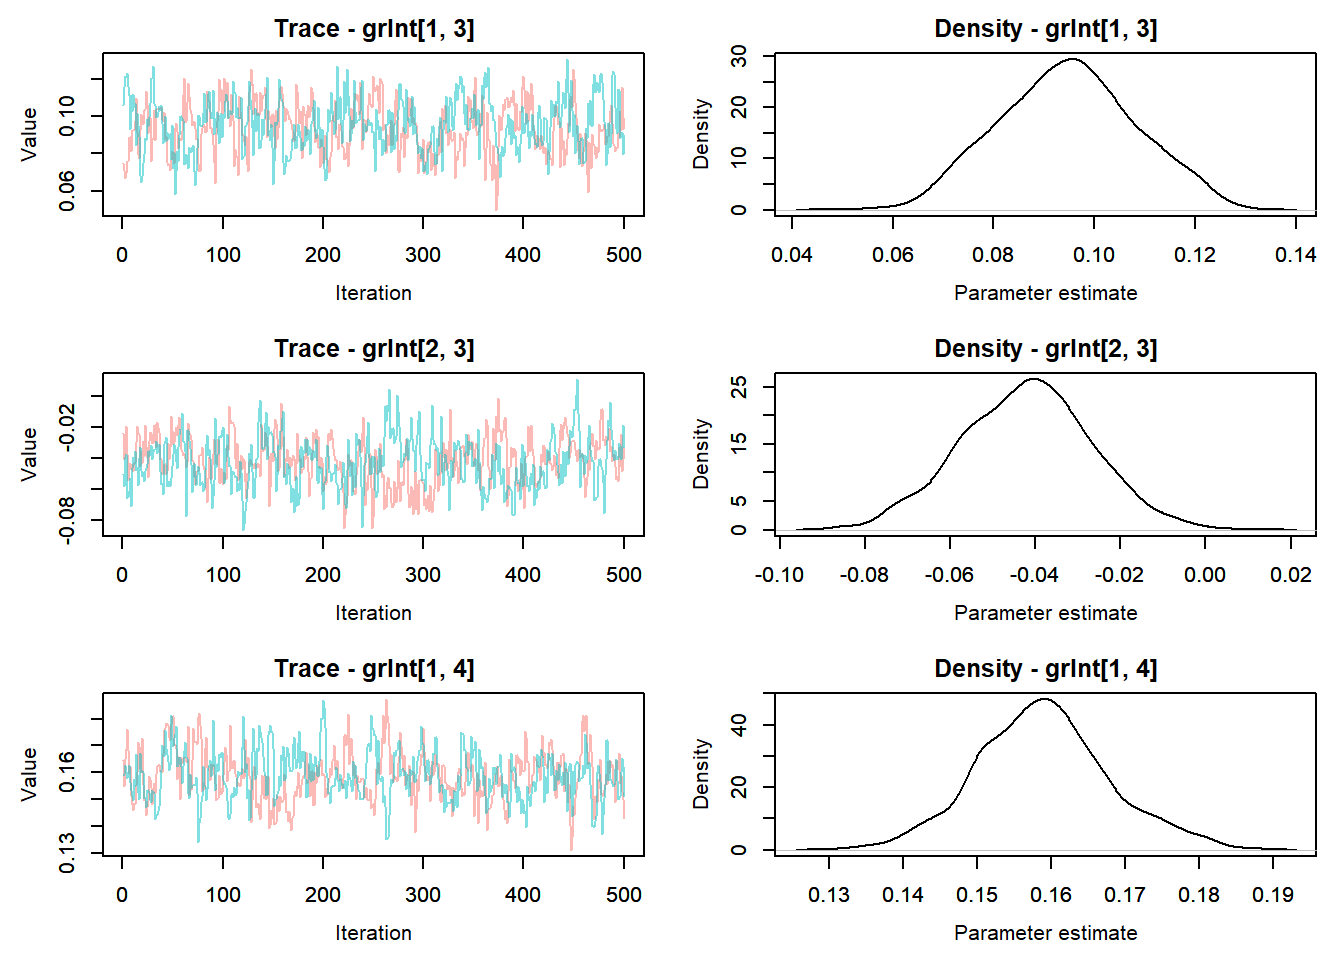 Trace - grInt[1, 3]
Value
0.10
0.06
0 100 200 300 400 500
Iteration
Density - grInt[1, 3]
Density
30
20
10
0
0.04 0.06 0.08 0.10 0.12 0.14
Parameter estimate
Trace - grInt[2, 3]
Value
-0.02
-0.08
0 100 200 300 400 500
Iteration
Density - grInt[2, 3]
Density
25
15
5
0
-0.10 -0.08 -0.06 -0.04 -0.02 0.00 0.02
Parameter estimate
Trace - grInt[1, 4]
Value
0.16
0.13
0 100 200 300 400 500
Iteration
Density - grInt[1, 4]
Density
40
20
0
0.13 0.14 0.15 0.16 0.17 0.18 0.19
Parameter estimate